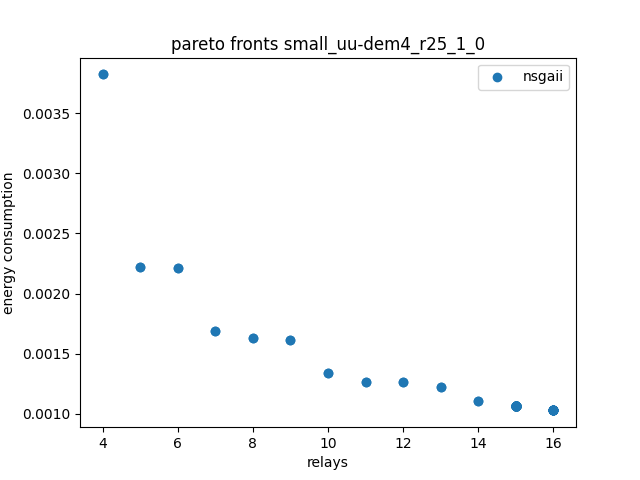 pareto fronts small_uu-dem4_r25_1_0
nsgaii
0.0035
0.0030
0.0025
0.0020
0.0015
0.0010
energy consumption
4 6 8 10 12 14 16
relays